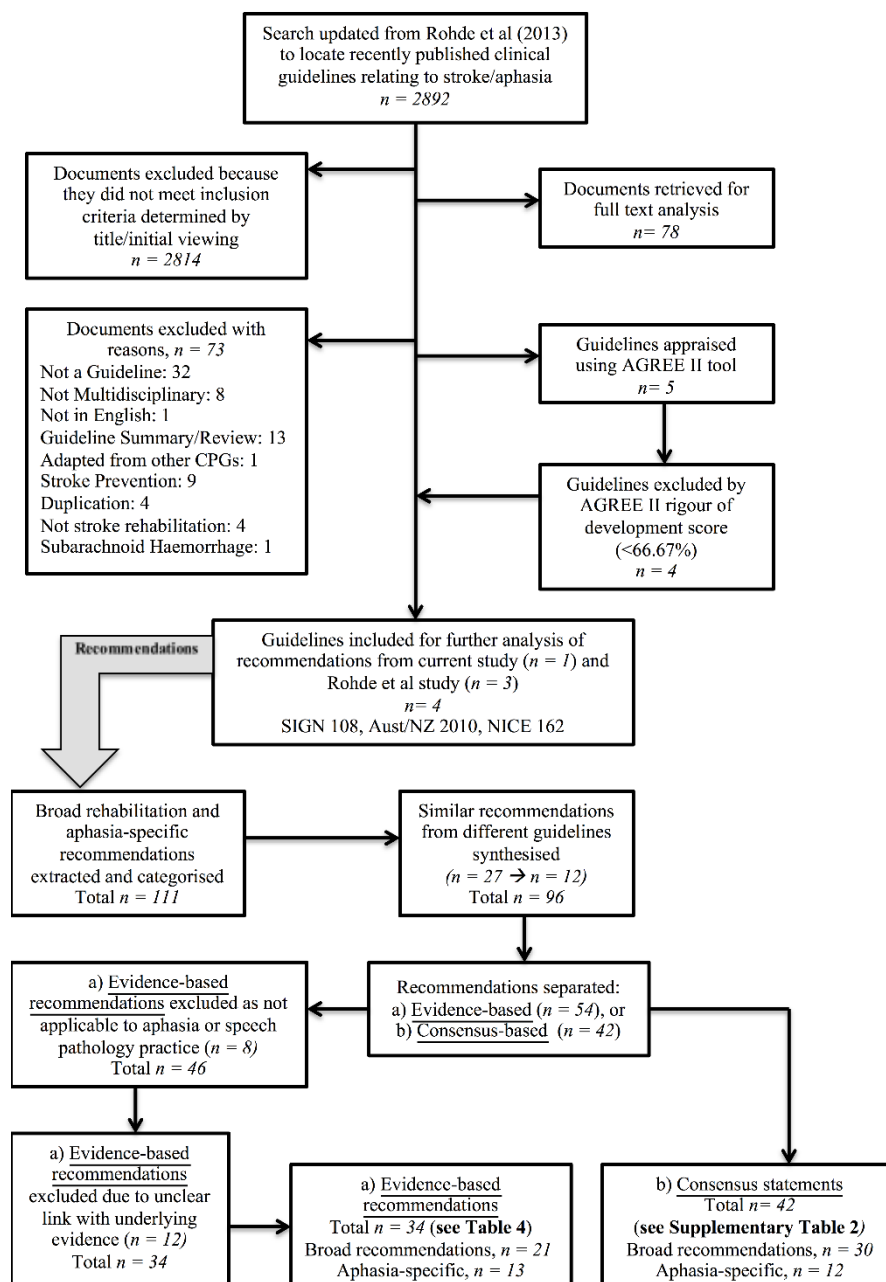 Search updated from Rohde et al (2013)
to locate recently published clinical
guidelines relating to stroke/aphasia
n = 2892
Documents excluded because
they did not meet inclusion
criteria determined by
title/initial viewing
n = 2814
Documents retrieved for
full text analysis
n= 78
Documents excluded with
reasons, n = 73
Not a Guideline: 32
Not Multidisciplinary: 8
Not in English: 1
Guideline Summary/Review: 13
Adapted from other CPGs: 1
Stroke Prevention: 9
Duplication: 4
Not stroke rehabilitation: 4
Subarachnoid Haemorrhage: 1
Guidelines appraised
using AGREE II tool
n= 5
Guidelines excluded by
AGREE II rigour of
development score
(<66.67%)
n = 4
Recommendations
Guidelines included for further analysis of
recommendations from current study (n = 1) and
Rohde et al study (n = 3)
n= 4
SIGN 108, Aust/NZ 2010, NICE 162
Broad rehabilitation and
aphasia-specific
recommendations
extracted and categorised
Total n = 111
Similar recommendations
from different guidelines
synthesised
(n = 27 → n = 12)
Total n = 96
a) Evidence-based
recommendations excluded as not
applicable to aphasia or speech
pathology practice (n = 8)
Total n = 46
Recommendations separated:
a) Evidence-based (n = 54), or
b) Consensus-based (n = 42)
a) Evidence-based
recommendations
excluded due to unclear
link with underlying
evidence (n = 12)
Total n = 34
a) Evidence-based
recommendations
Total n = 34 (see Table 4)
Broad recommendations, n = 21
Aphasia-specific, n = 13
b) Consensus statements
Total n= 42
(see Supplementary Table 2)
Broad recommendations, n = 30
Aphasia-specific, n = 12